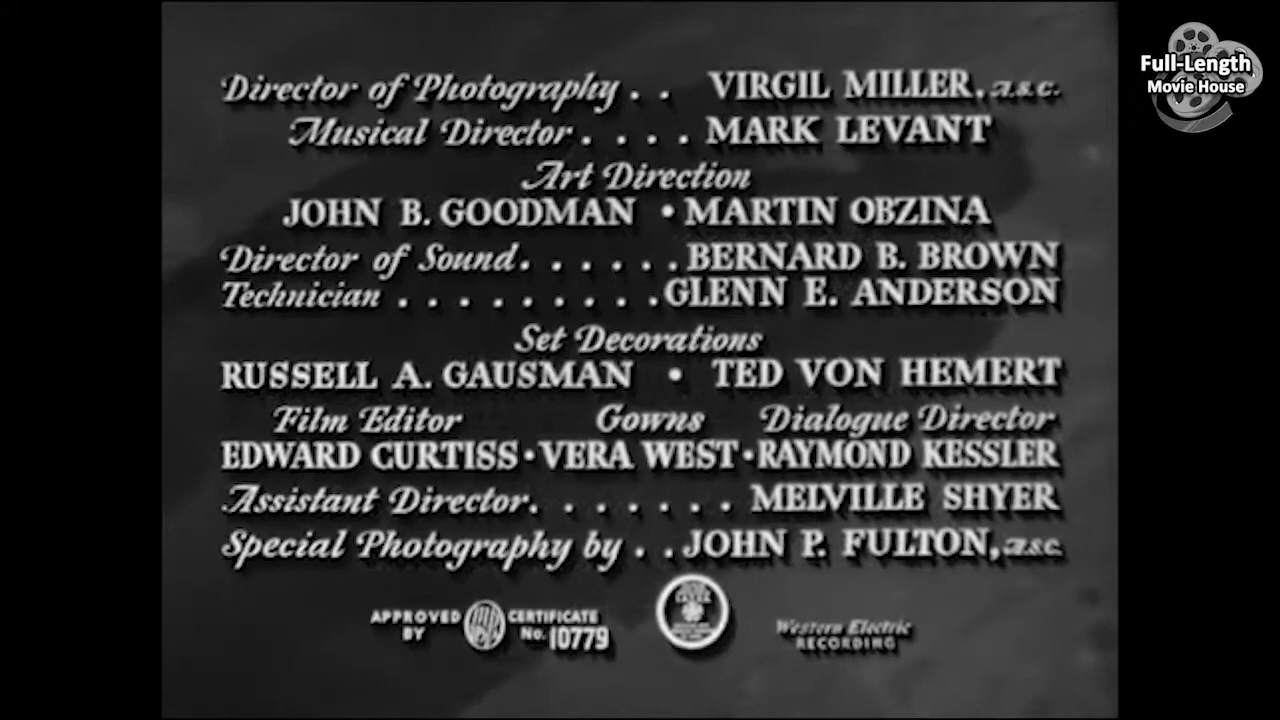 Full-Length
Movie House
Director of Photography . . VIRGIL MILLER, A.S.C.
Musical Director . . . . MARK LEVANT
Art Direction
JOHN B. GOODMAN • MARTIN OBZINA
Director of Sound . . . . . . BERNARD B. BROWN
Technician . . . . . . . . . GLENN E. ANDERSON
Set Decorations
RUSSELL A. GAUSMAN • TED VON HEMERT
Film Editor Gowns Dialogue Director
EDWARD CURTISS • VERA WEST • RAYMOND KESSLER
Assistant Director . . . . . . . MELVILLE SHYER
Special Photography by . . JOHN P. FULTON, A.S.C.
APPROVED BY CERTIFICATE No. 10779
Western Electric
RECORDING